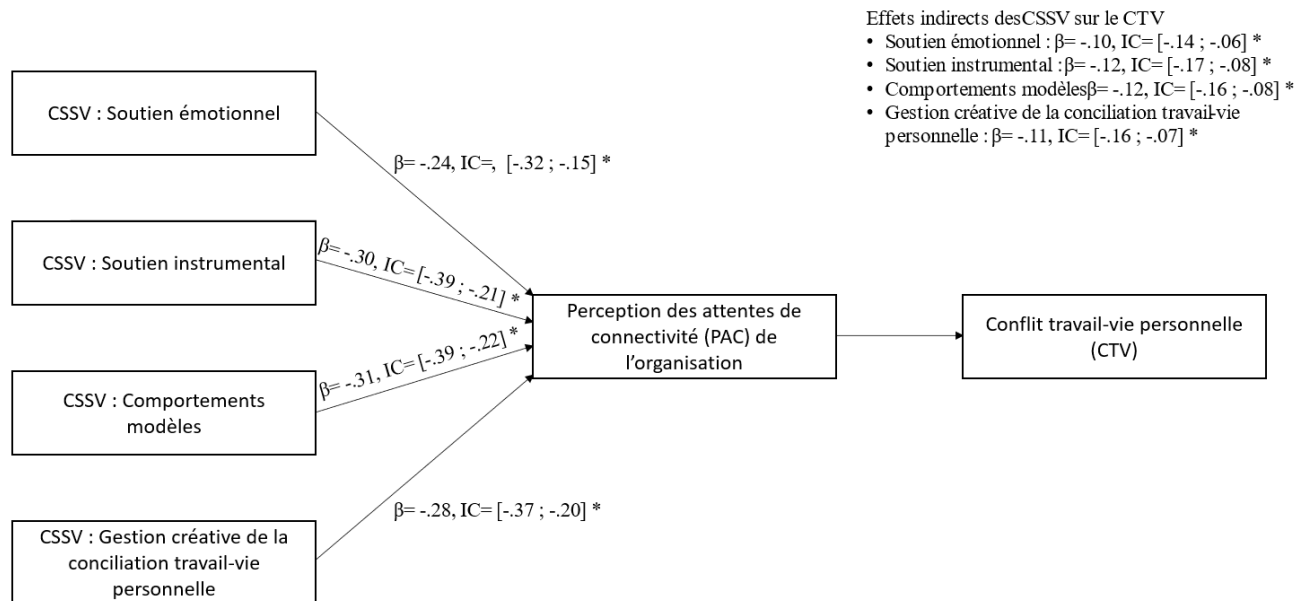 Effets indirects desCSSV sur le CTV
• Soutien émotionnel : β= -.10, IC= [-.14 ; -.06] *
• Soutien instrumental : β= -.12, IC= [-.17 ; -.08] *
• Comportements modèlesβ= -.12, IC= [-.16 ; -.08] *
• Gestion créative de la conciliation travail-vie
personnelle : β= -.11, IC= [-.16 ; -.07] *
CSSV : Soutien émotionnel
β= -.24, IC=, [-.32 ; -.15] *
CSSV : Soutien instrumental
β= -.30, IC= [-.39 ; -.21] *
Perception des attentes de
connectivité (PAC) de
l’organisation
Conflit travail-vie personnelle
(CTV)
β= -.31, IC= [-.39 ; -.22] *
CSSV : Comportements
modèles
β= -.28, IC= [-.37 ; -.20] *
CSSV : Gestion créative de la
conciliation travail-vie
personnelle